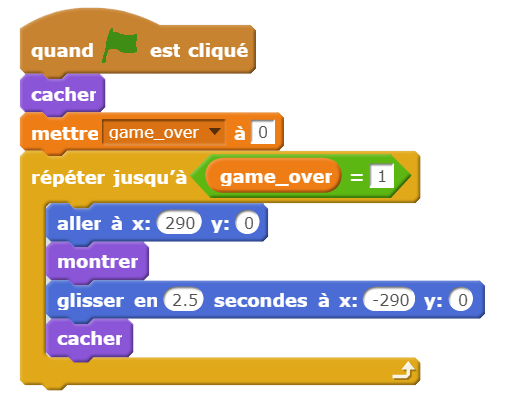 quand est cliqué
cacher
mettre game_over à 0
répéter jusqu'à game_over = 1
aller à x: 290 y: 0
montrer
glisser en 2.5 secondes à x: -290 y: 0
cacher